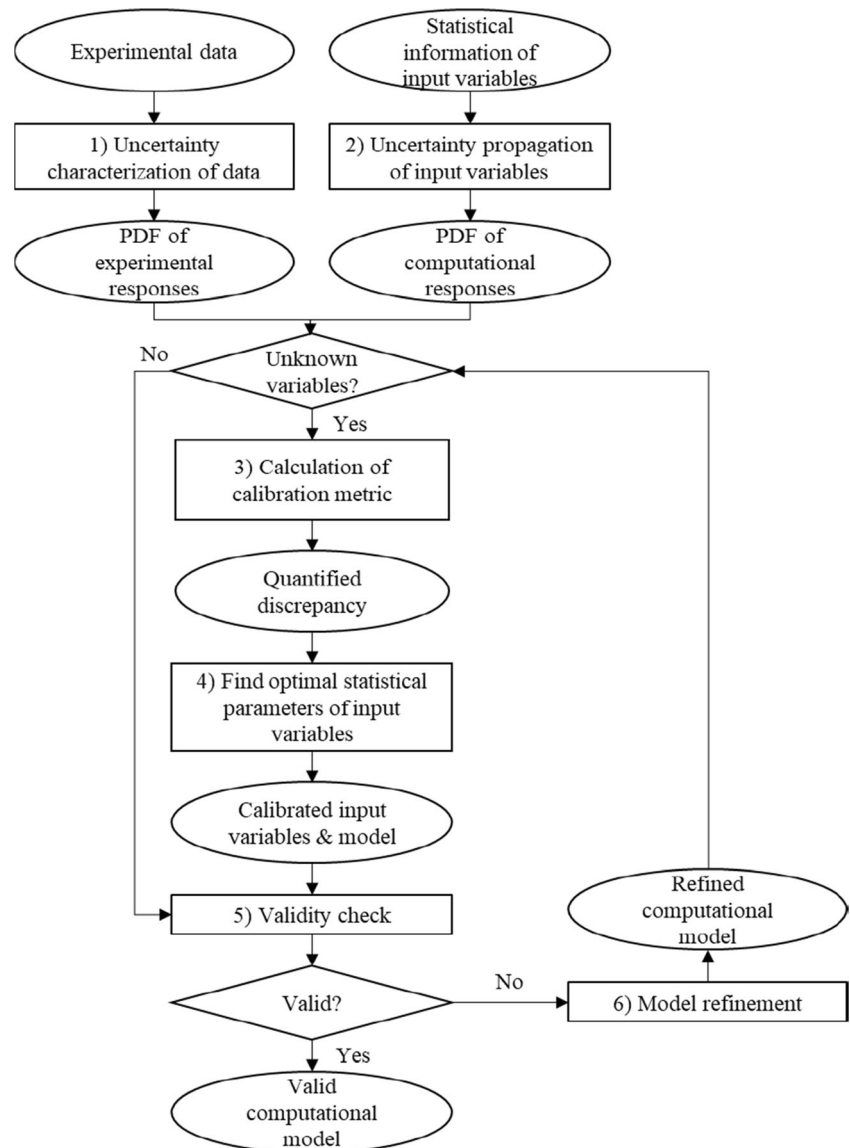 Experimental data
Statistical
information of
input variables
1) Uncertainty
characterization of data
2) Uncertainty propagation
of input variables
PDF of
experimental
responses
PDF of
computational
responses
No
Unknown
variables?
Yes
3) Calculation of
calibration metric
Quantified
discrepancy
4) Find optimal statistical
parameters of input
variables
Calibrated input
variables & model
5) Validity check
Refined
computational
model
Valid?
No
6) Model refinement
Yes
Valid
computational
model